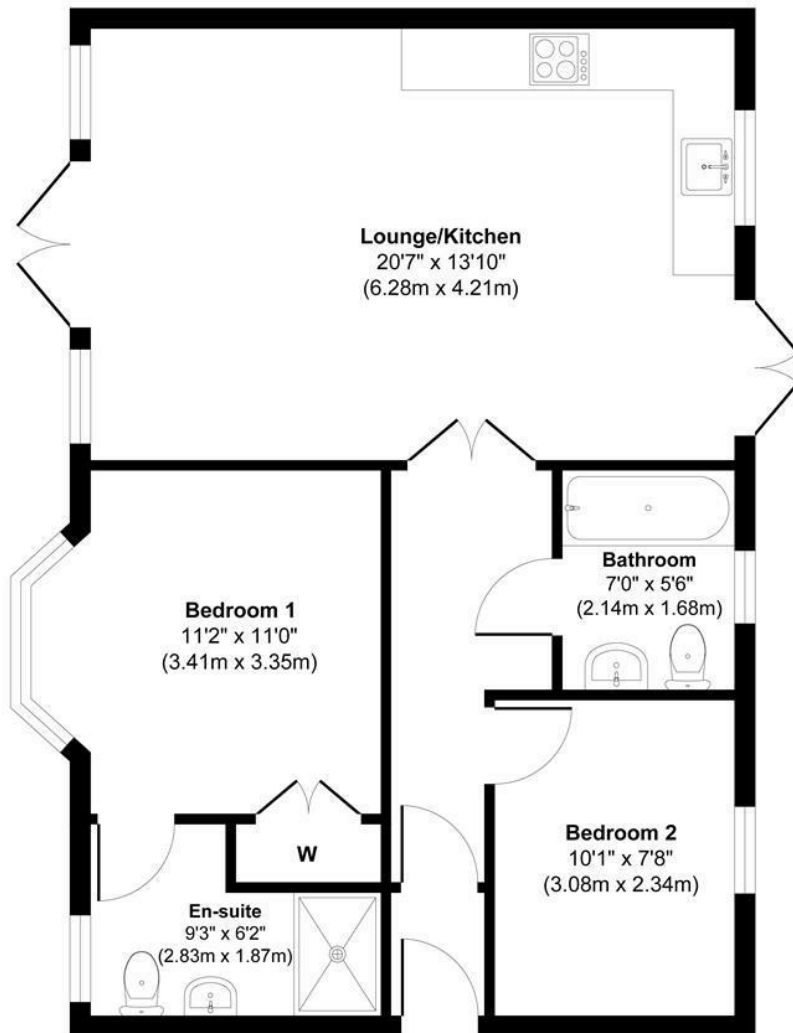 Lounge/Kitchen
20'7" x 13'10"
(6.28m x 4.21m)
Bathroom
7'0" x 5'6"
(2.14m x 1.68m)
Bedroom 1
11'2" x 11'0"
(3.41m x 3.35m)
W
Bedroom 2
10'1" x 7'8"
(3.08m x 2.34m)
En-suite
9'3" x 6'2"
(2.83m x 1.87m)